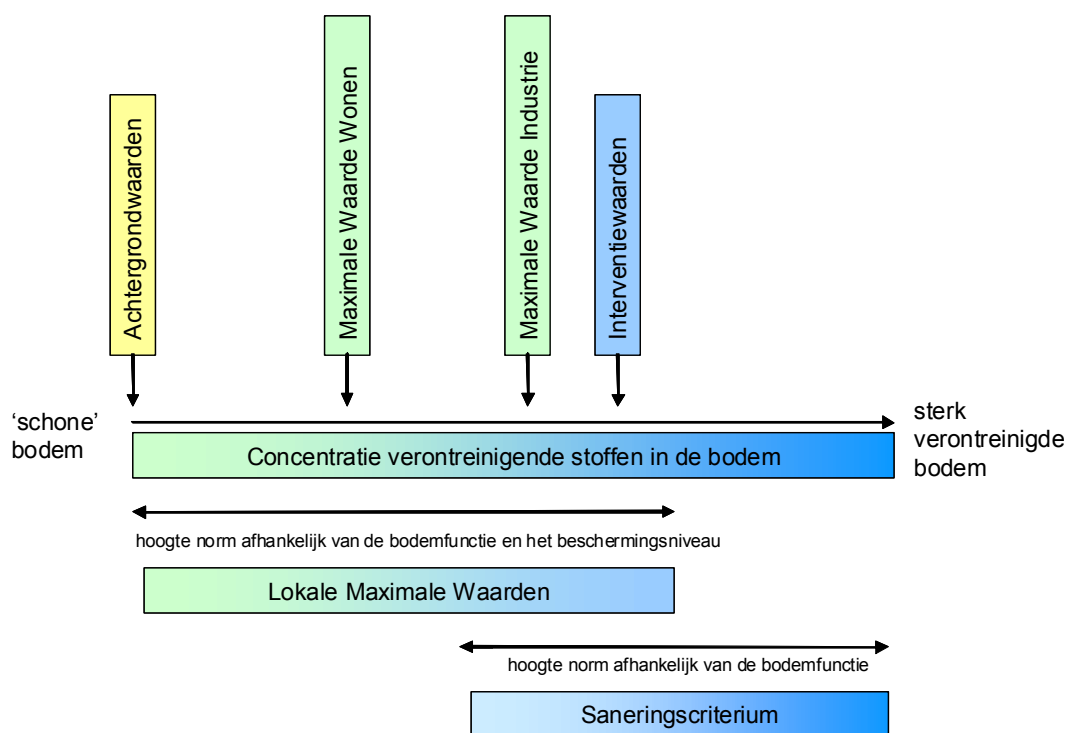 Achtergrondwaarden
Maximale Waarde Wonen
Maximale Waarde Industrie
Interventiewaarden
‘schone’
bodem
sterk
verontreinigde
bodem
Concentratie verontreinigende stoffen in de bodem
hoogte norm afhankelijk van de bodemfunctie en het beschermingsniveau
Lokale Maximale Waarden
hoogte norm afhankelijk van de bodemfunctie
Saneringscriterium